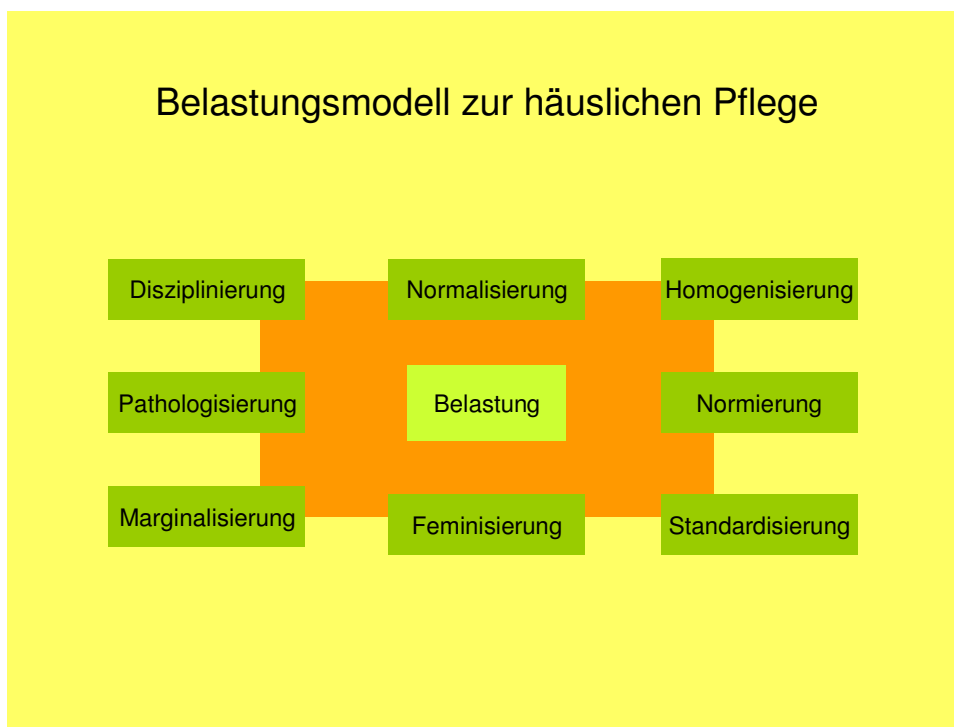 Belastungsmodell zur häuslichen Pflege
Disziplinierung
Normalisierung
Homogenisierung
Pathologisierung
Belastung
Normierung
Marginalisierung
Feminisierung
Standardisierung